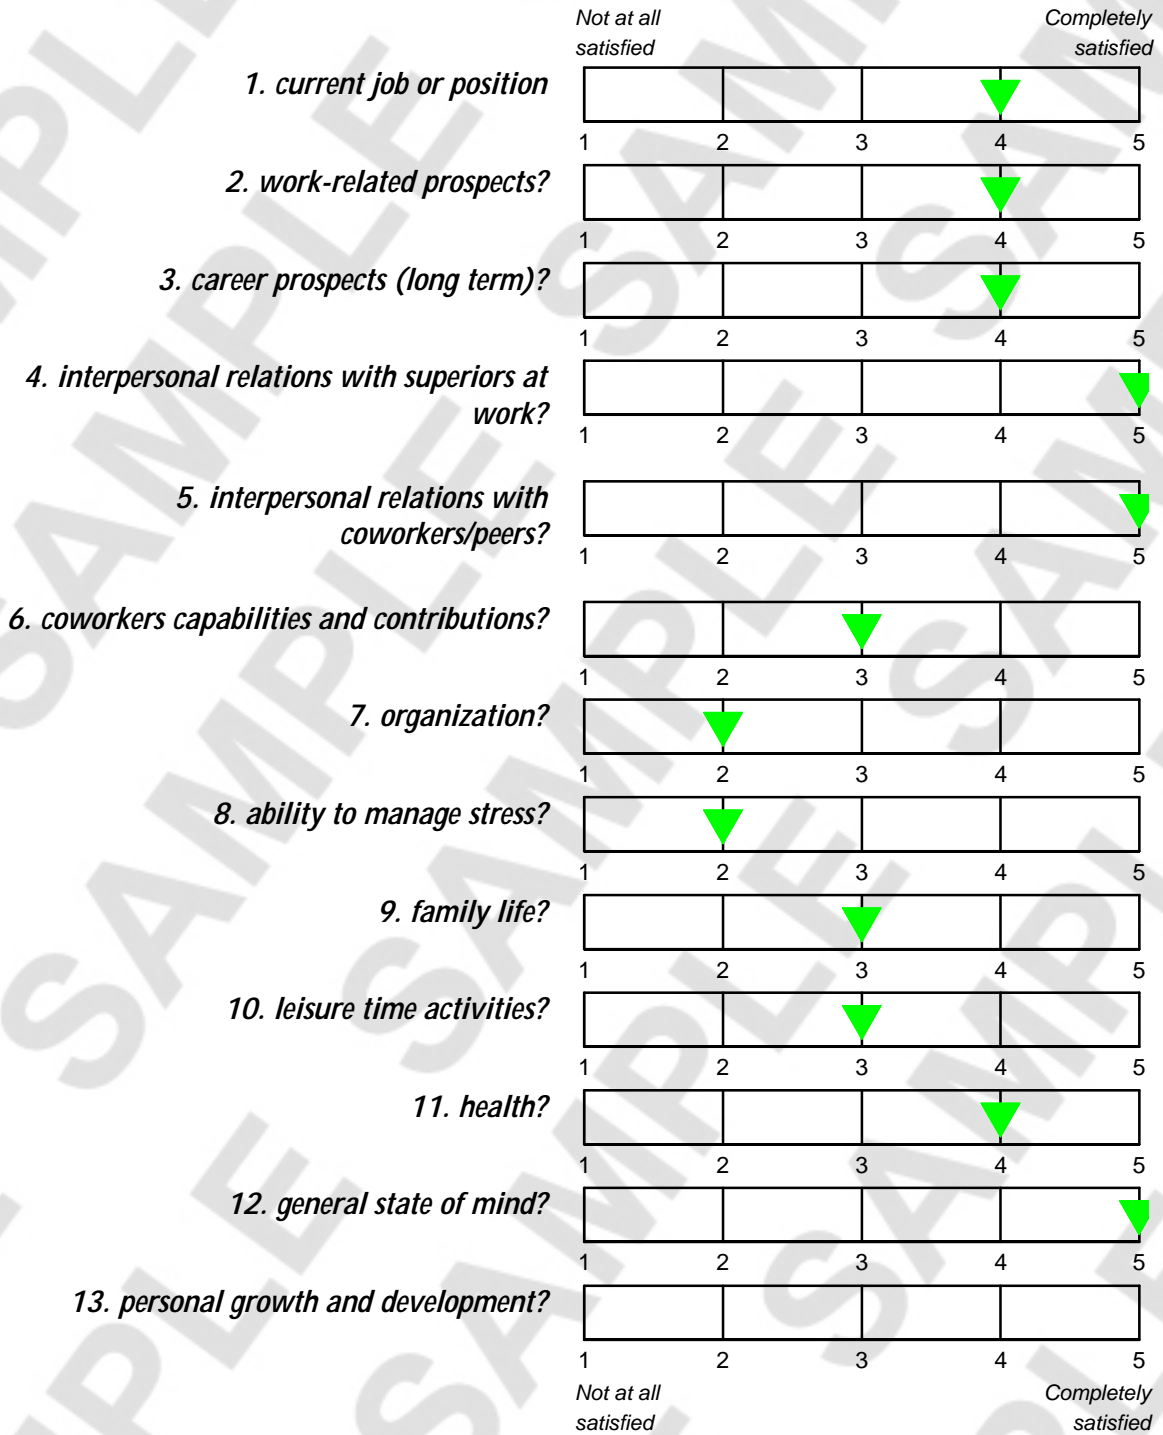 Not at all
satisfied
Completely
satisfied
1. current job or position
1 2 3 4 5
2. work-related prospects?
1 2 3 4 5
3. career prospects (long term)?
1 2 3 4 5
4. interpersonal relations with superiors at
work?
1 2 3 4 5
5. interpersonal relations with
coworkers/peers?
1 2 3 4 5
6. coworkers capabilities and contributions?
1 2 3 4 5
7. organization?
1 2 3 4 5
8. ability to manage stress?
1 2 3 4 5
9. family life?
1 2 3 4 5
10. leisure time activities?
1 2 3 4 5
11. health?
1 2 3 4 5
12. general state of mind?
1 2 3 4 5
13. personal growth and development?
1 2 3 4 5
Not at all
satisfied
Completely
satisfied
SAMPLE